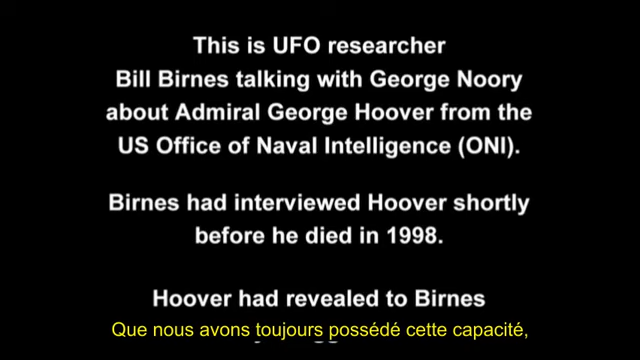 This is UFO researcher
Bill Birnes talking with George Noory
about Admiral George Hoover from the
US Office of Naval Intelligence (ONI).
Birnes had interviewed Hoover shortly
before he died in 1998.
Hoover had revealed to Birnes
Que nous avons toujours possédé cette capacité,